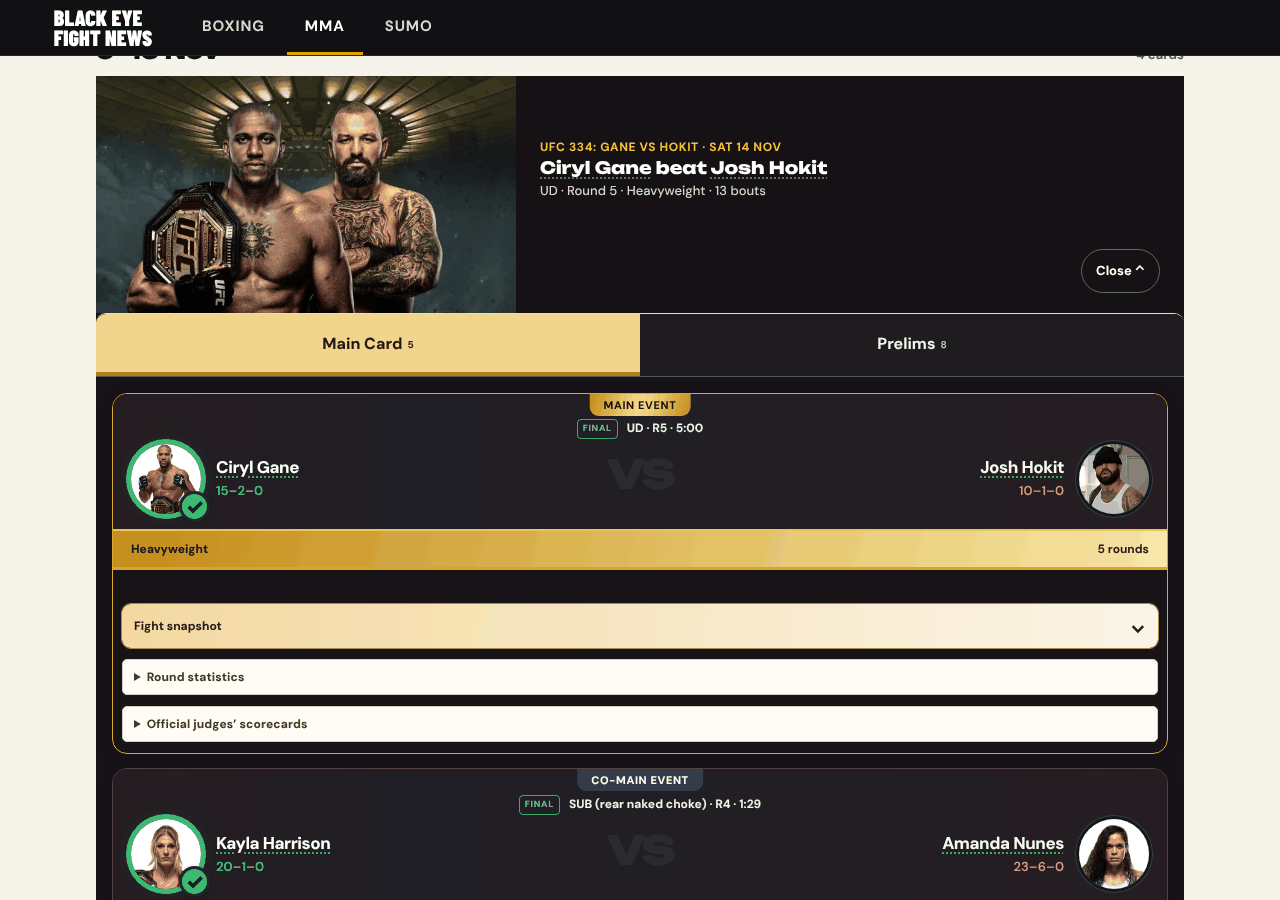 BLACK EYE
FIGHT NEWS
BOXING
MMA
SUMO
4 cards
UFC 334: GANE VS HOKIT · SAT 14 NOV
Ciryl Gane beat Josh Hokit
UD · Round 5 · Heavyweight · 13 bouts
UFC
UFC
Close ^
Main Card 5
Prelims 8
MAIN EVENT
FINAL UD · R5 · 5:00
Ciryl Gane
VS
Josh Hokit
15–2–0
10–1–0
Heavyweight
5 rounds
Fight snapshot
Round statistics
Official judges’ scorecards
CO-MAIN EVENT
FINAL SUB (rear naked choke) · R4 · 1:29
Kayla Harrison
VS
Amanda Nunes
20–1–0
23–6–0